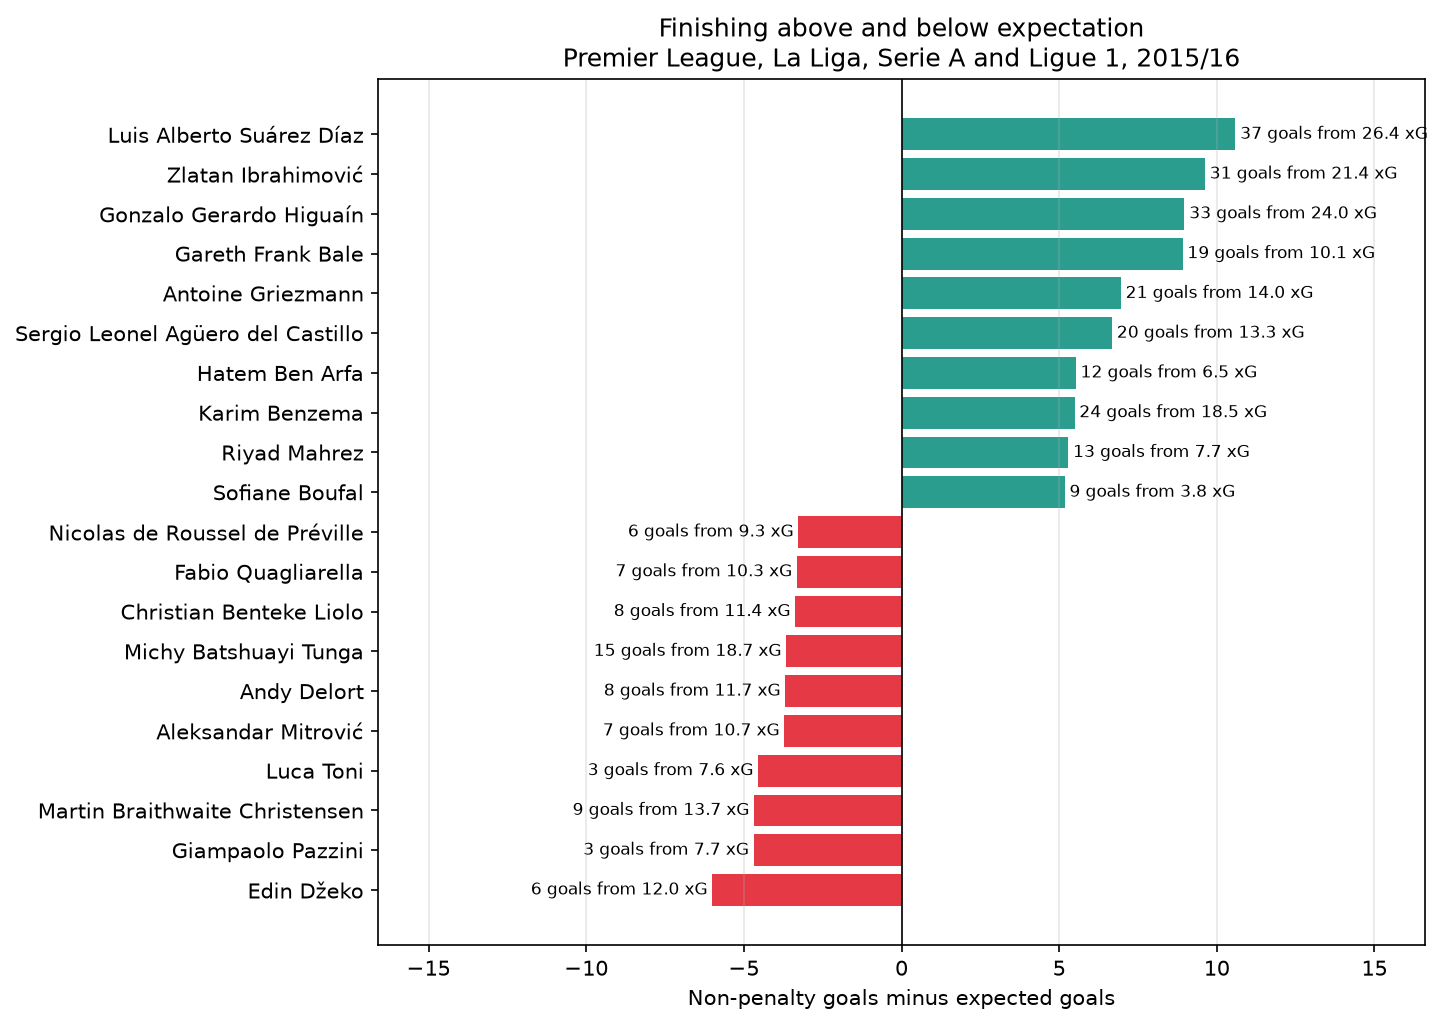 Finishing above and below expectation
Premier League, La Liga, Serie A and Ligue 1, 2015/16
Luis Alberto Suárez Díaz 37 goals from 26.4 xG
Zlatan Ibrahimović 31 goals from 21.4 xG
Gonzalo Gerardo Higuaín 33 goals from 24.0 xG
Gareth Frank Bale 19 goals from 10.1 xG
Antoine Griezmann 21 goals from 14.0 xG
Sergio Leonel Agüero del Castillo 20 goals from 13.3 xG
Hatem Ben Arfa 12 goals from 6.5 xG
Karim Benzema 24 goals from 18.5 xG
Riyad Mahrez 13 goals from 7.7 xG
Sofiane Boufal 9 goals from 3.8 xG
Nicolas de Roussel de Préville 6 goals from 9.3 xG
Fabio Quagliarella 7 goals from 10.3 xG
Christian Benteke Liolo 8 goals from 11.4 xG
Michy Batshuayi Tunga 15 goals from 18.7 xG
Andy Delort 8 goals from 11.7 xG
Aleksandar Mitrović 7 goals from 10.7 xG
Luca Toni 3 goals from 7.6 xG
Martin Braithwaite Christensen 9 goals from 13.7 xG
Giampaolo Pazzini 3 goals from 7.7 xG
Edin Džeko 6 goals from 12.0 xG
−15 −10 −5 0 5 10 15
Non-penalty goals minus expected goals